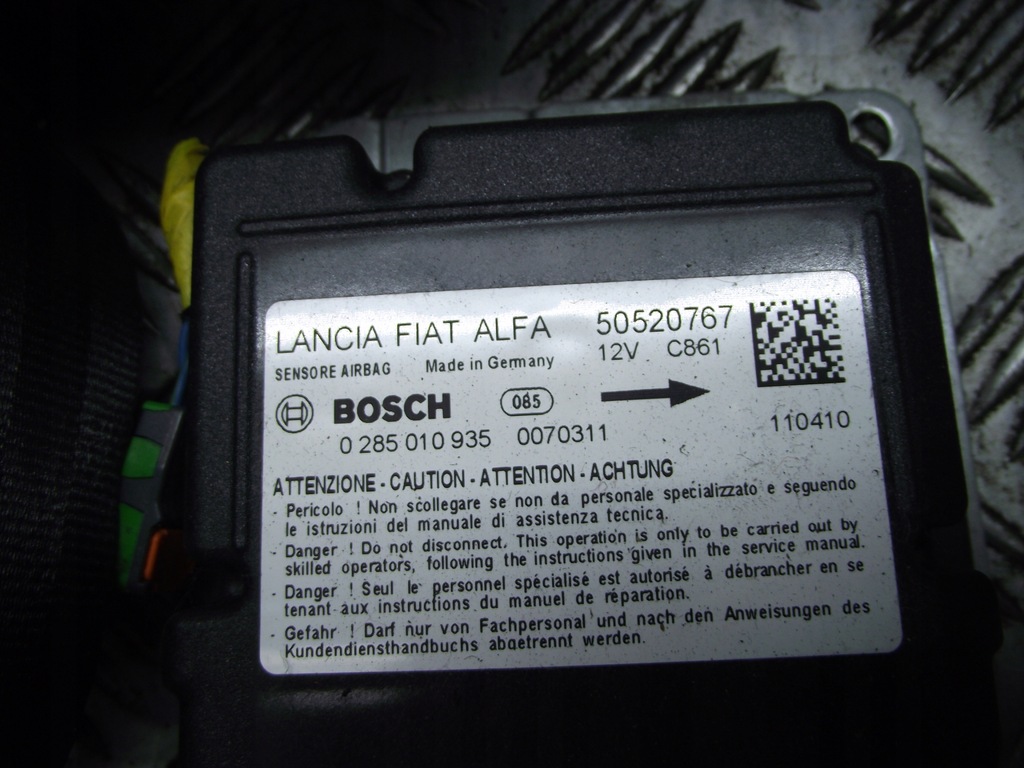 LANCIA FIAT ALFA 50520767
SENSORE AIRBAG Made in Germany 12V C861
BOSCH 085
0 285 010 935 0070311 110410
ATTENZIONE - CAUTION - ATTENTION - ACHTUNG
- Pericolo ! Non scollegare se non da personale specializzato e seguendo
le istruzioni del manuale di assistenza tecnica.
- Danger ! Do not disconnect. This operation is only to be carried out by
skilled operators, following the instructions given in the service manual.
- Danger ! Seul le personnel spécialisé est autorisé à débrancher en se
tenant aux instructions du manuel de réparation.
- Gefahr ! Darf nur von Fachpersonal und nach den Anweisungen des
Kundendiensthandbuchs abgetrennt werden.